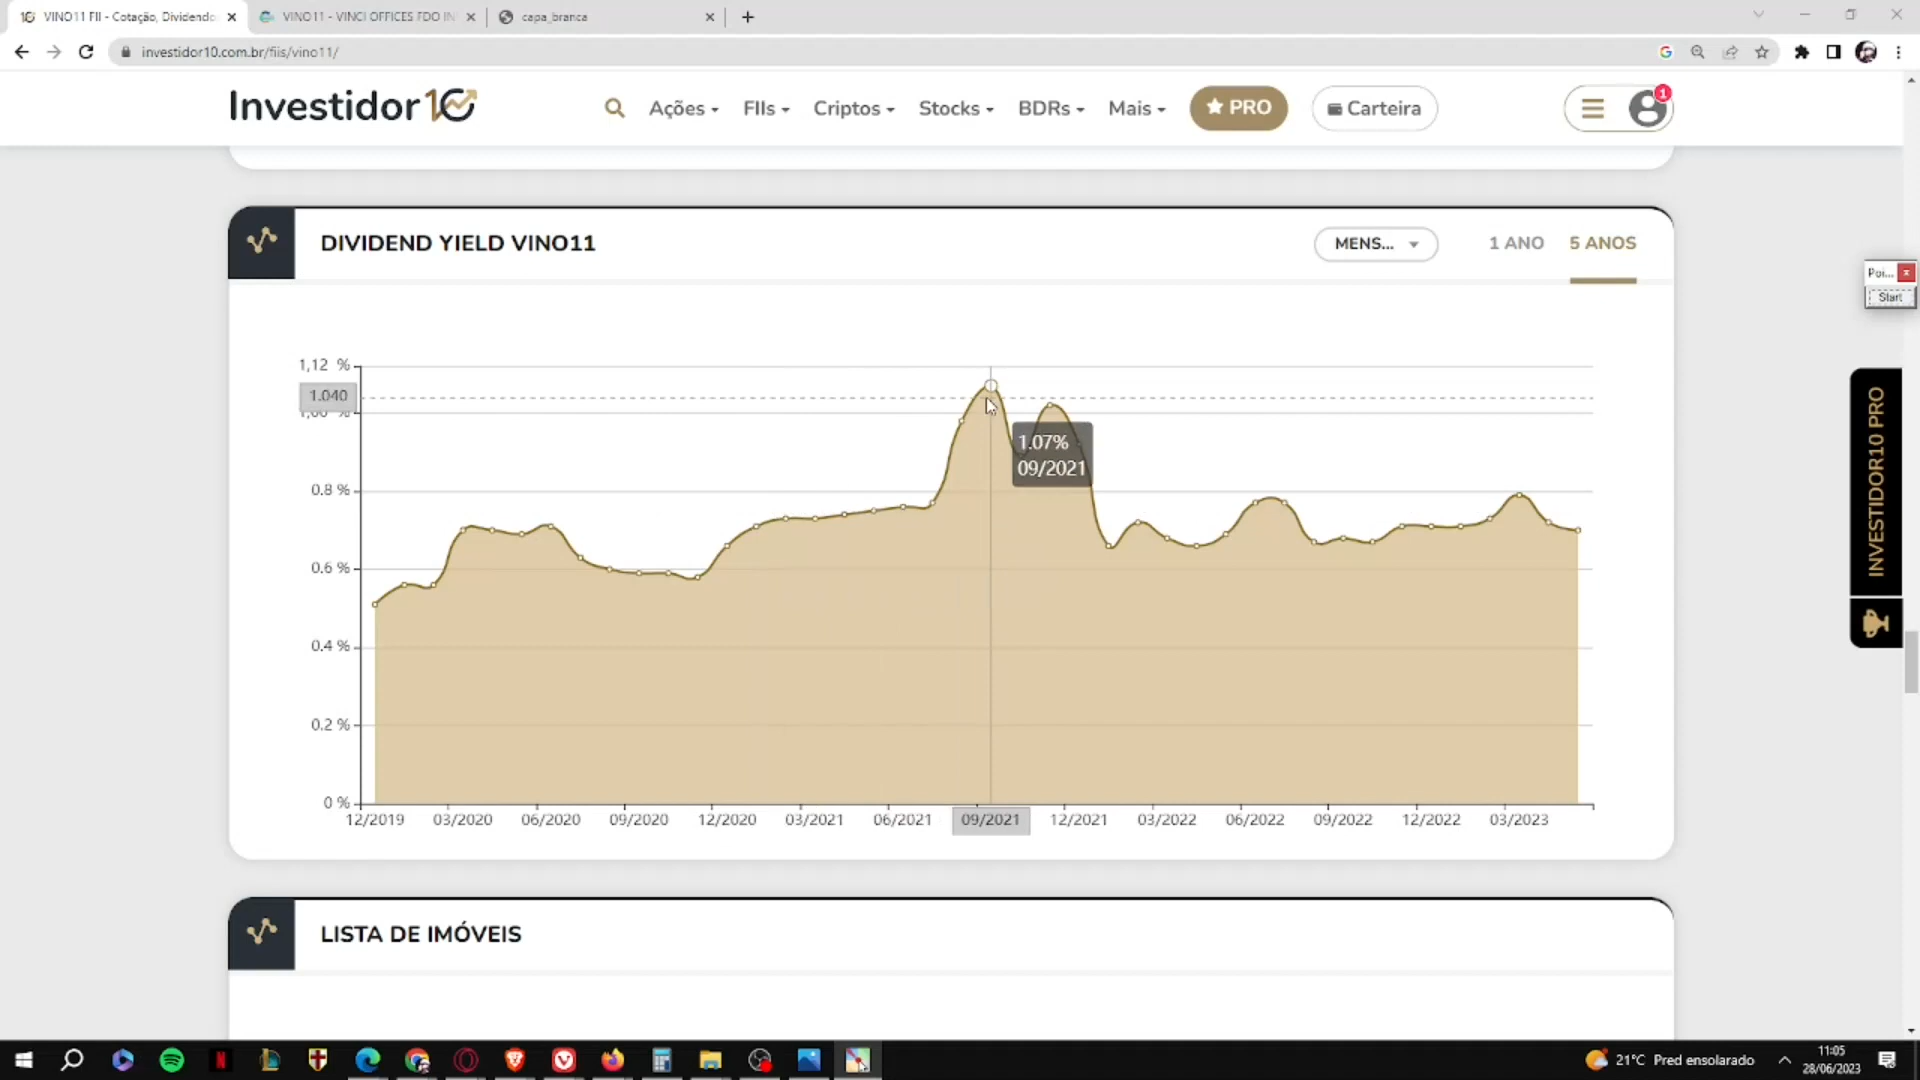 VINO11 FII - Cotação, Dividendo
VINO11 - VINCI OFFICES FDO IN
capa_branca
investidor10.com.br/fiis/vino11/
Investidor10
Ações
FIIs
Criptos
Stocks
BDRs
Mais
PRO
Carteira
1
DIVIDEND YIELD VINO11
MENS...
1 ANO
5 ANOS
Poi...
Start
INVESTIDOR10 PRO
1,12 %
1.040
1,00 %
0.8 %
0.6 %
0.4 %
0.2 %
0 %
1.07%
09/2021
12/2019
03/2020
06/2020
09/2020
12/2020
03/2021
06/2021
09/2021
12/2021
03/2022
06/2022
09/2022
12/2022
03/2023
LISTA DE IMÓVEIS
21°C Pred ensolarado
11:05
28/06/2023